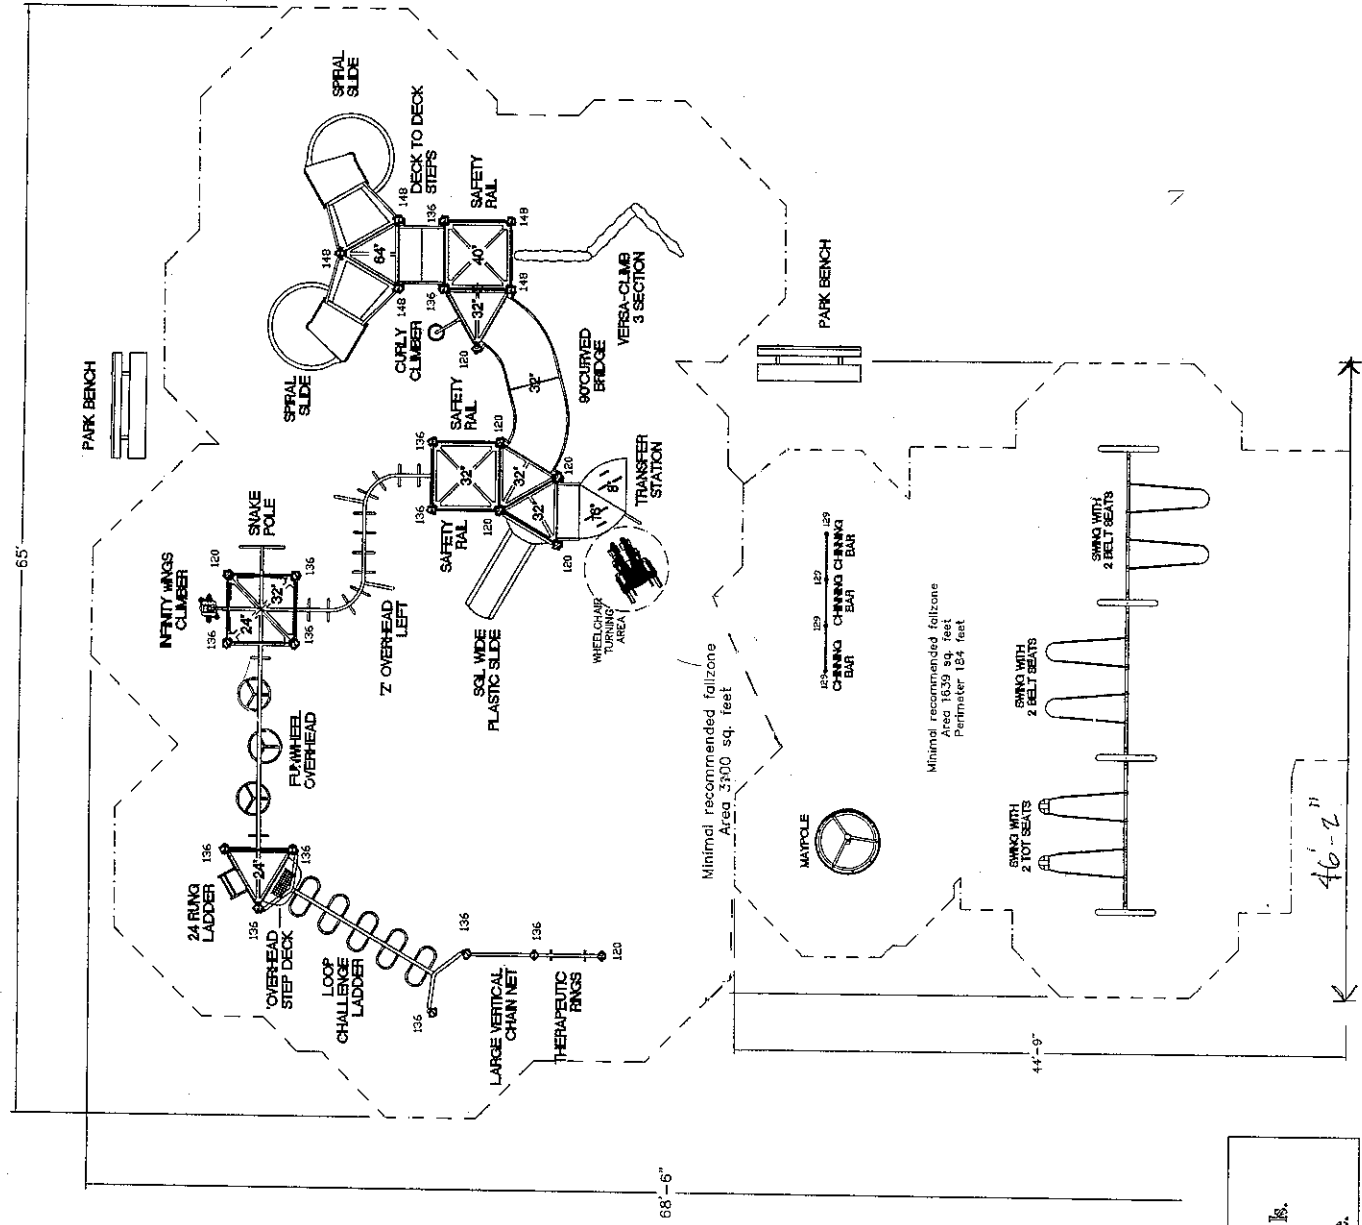 65'
SPIRAL
SLIDE
PARK BENCH
DECK TO DECK
STEPS
148
148
64"
148
136
SAFETY
RAIL
148
40"
136
148
32"
SPIRAL
SLIDE
CURLY
CLIMBER
120
VERSA-CLIMB
3 SECTION
PARK BENCH
90°CURVED
BRIDGE
32"
SAFETY
RAIL
136
120
32"
136
SAFETY
RAIL
120
32"
32"
120
120
TRANSFER
STATION
8"
16"
SNAKE
POLE
INFINITY WINGS
CLIMBER
120
136
32"
24"
136
136
'Z' OVERHEAD
LEFT
SGL WIDE
PLASTIC SLIDE
WHEELCHAIR
TURNING
AREA
FUNWHEEL
OVERHEAD
24 RUNG
LADDER
136
136
24"
136
OVERHEAD
STEP DECK
LOOP
CHALLENGE
LADDER
136
136
136
120
LARGE VERTICAL
CHAIN NET
THERAPEUTIC
RINGS
Minimal recommended fallzone
sq. feet
129
129
129
129
CHINNING
BAR
CHINNING
BAR
CHINNING
BAR
Minimal recommended fallzone
Area 1639 sq. feet
Perimeter 184 feet
MAYPOLE
SWING WITH
2 BELT SEATS
SWING WITH
2 BELT SEATS
SWING WITH
2 TOT SEATS
46'-2"
44'-9"
68'-6"